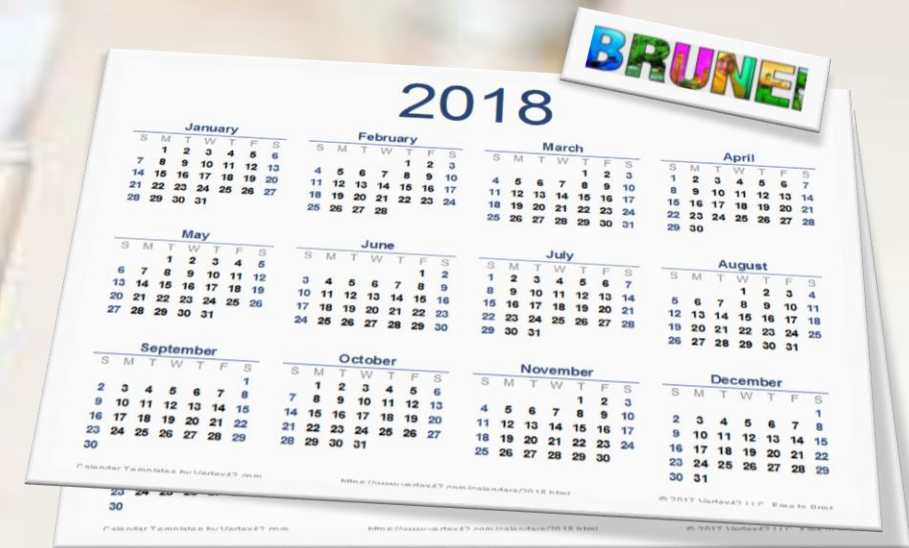 BRUNEI
2018
January February March April
S M T W T F S
1 2 3 4 5 6
7 8 9 10 11 12 13
14 15 16 17 18 19 20
21 22 23 24 25 26 27
28 29 30 31
S M T W T F S
1 2 3
4 5 6 7 8 9 10
11 12 13 14 15 16 17
18 19 20 21 22 23 24
25 26 27 28
S M T W T F S
1 2 3
4 5 6 7 8 9 10
11 12 13 14 15 16 17
18 19 20 21 22 23 24
25 26 27 28 29 30 31
S M T W T F S
1 2 3 4 5 6 7
8 9 10 11 12 13 14
15 16 17 18 19 20 21
22 23 24 25 26 27 28
29 30
May June July August
S M T W T F S
1 2 3 4 5
6 7 8 9 10 11 12
13 14 15 16 17 18 19
20 21 22 23 24 25 26
27 28 29 30 31
S M T W T F S
1 2
3 4 5 6 7 8 9
10 11 12 13 14 15 16
17 18 19 20 21 22 23
24 25 26 27 28 29 30
S M T W T F S
1 2 3 4 5 6 7
8 9 10 11 12 13 14
15 16 17 18 19 20 21
22 23 24 25 26 27 28
29 30 31
S M T W T F S
1 2 3 4
5 6 7 8 9 10 11
12 13 14 15 16 17 18
19 20 21 22 23 24 25
26 27 28 29 30 31
September October November December
S M T W T F S
1
2 3 4 5 6 7 8
9 10 11 12 13 14 15
16 17 18 19 20 21 22
23 24 25 26 27 28 29
30
S M T W T F S
1 2 3 4 5 6
7 8 9 10 11 12 13
14 15 16 17 18 19 20
21 22 23 24 25 26 27
28 29 30 31
S M T W T F S
1 2 3
4 5 6 7 8 9 10
11 12 13 14 15 16 17
18 19 20 21 22 23 24
25 26 27 28 29 30
S M T W T F S
1
2 3 4 5 6 7 8
9 10 11 12 13 14 15
16 17 18 19 20 21 22
23 24 25 26 27 28 29
30 31
Calendar Templates by Vertex42.com https://www.vertex42.com/calendars/2018.html © 2017 Vertex42 LLC. Free to Print
30
Calendar Templates by Vertex42.com https://www.vertex42.com/calendars/2018.html © 2017 Vertex42 LLC.